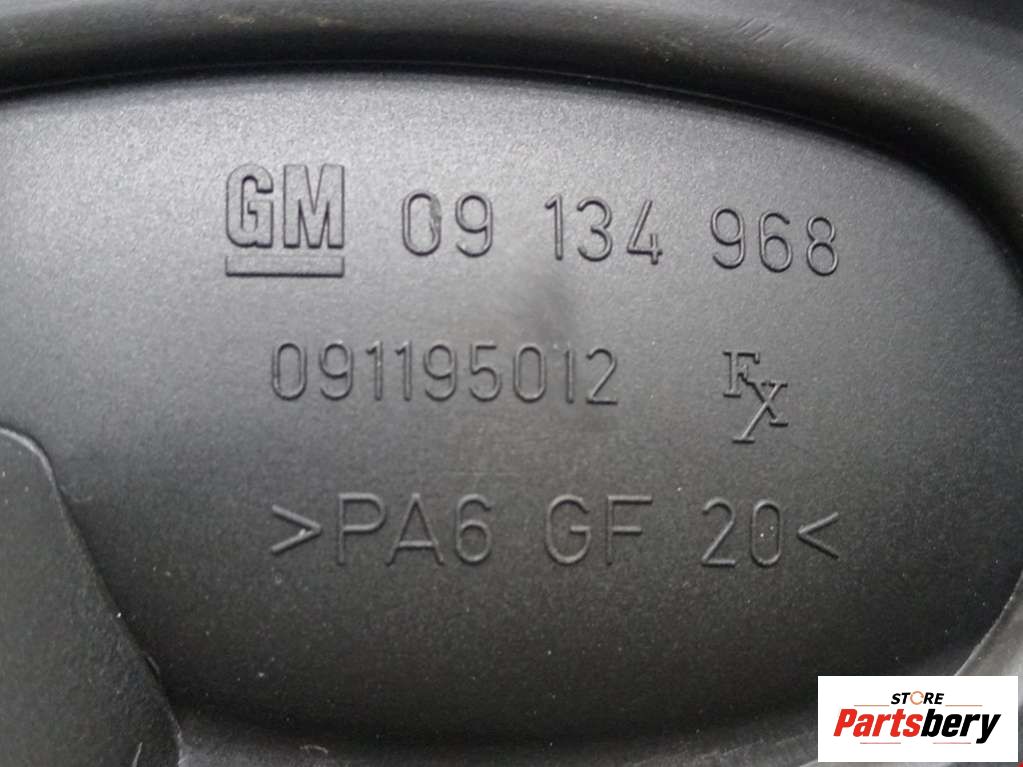 GM 09 134 968
091195012 FX
>PA6 GF 20<
STORE
Partsbery